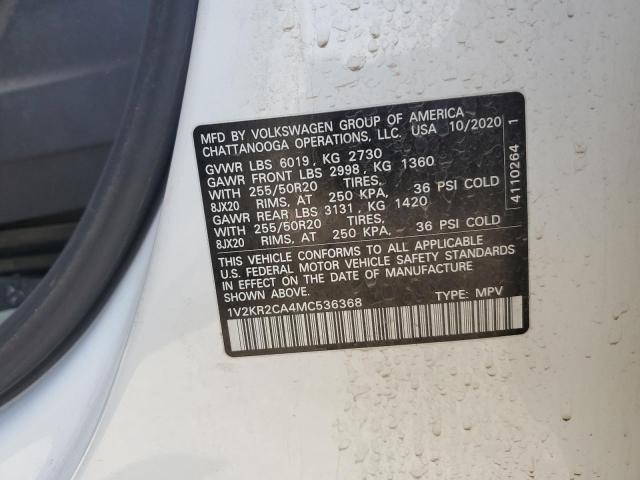 MFD BY VOLKSWAGEN GROUP OF AMERICA
CHATTANOOGA OPERATIONS, LLC. USA 10/2020
GVWR LBS 6019, KG 2730
GAWR FRONT LBS 2998, KG 1360
WITH 255/50R20 TIRES,
8JX20 RIMS, AT 250 KPA, 36 PSI COLD
GAWR REAR LBS 3131, KG 1420
WITH 255/50R20 TIRES,
8JX20 RIMS, AT 250 KPA, 36 PSI COLD
THIS VEHICLE CONFORMS TO ALL APPLICABLE
U.S. FEDERAL MOTOR VEHICLE SAFETY STANDARDS
IN EFFECT ON THE DATE OF MANUFACTURE
SHOWN ABOVE.
1V2KR2CA4MC536368 TYPE: MPV
4110264 1